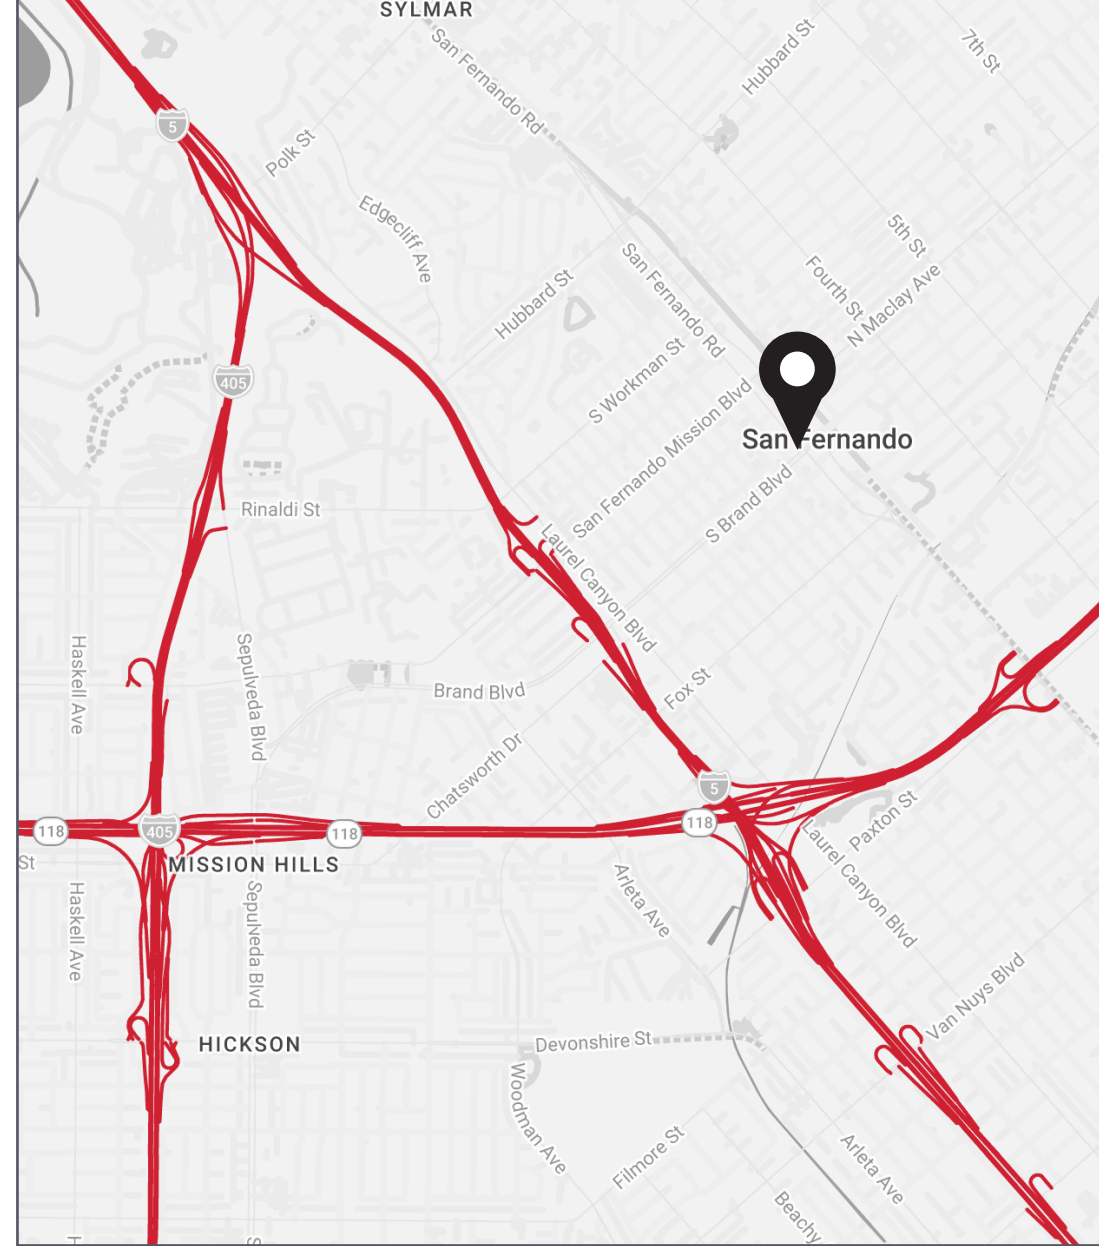 SYLMAR
San Fernando Rd
Hubbard St
7th St
5
Polk St
Edgecliff Ave
5th St
Fourth St
N Maclay Ave
San Fernando Rd
Hubbard St
S Workman St
405
San Fernando Mission Blvd
San Fernando
S Brand Blvd
Rinaldi St
Laurel Canyon Blvd
Haskell Ave
Sepulveda Blvd
Brand Blvd
Fox St
Chatsworth Dr
5
118
405
118
118
Paxton St
St
MISSION HILLS
Laurel Canyon Blvd
Arleta Ave
Haskell Ave
Sepulveda Blvd
Van Nuys Blvd
HICKSON
Devonshire St
Woodman Ave
Filmore St
Arleta Ave
Beachy
H
S